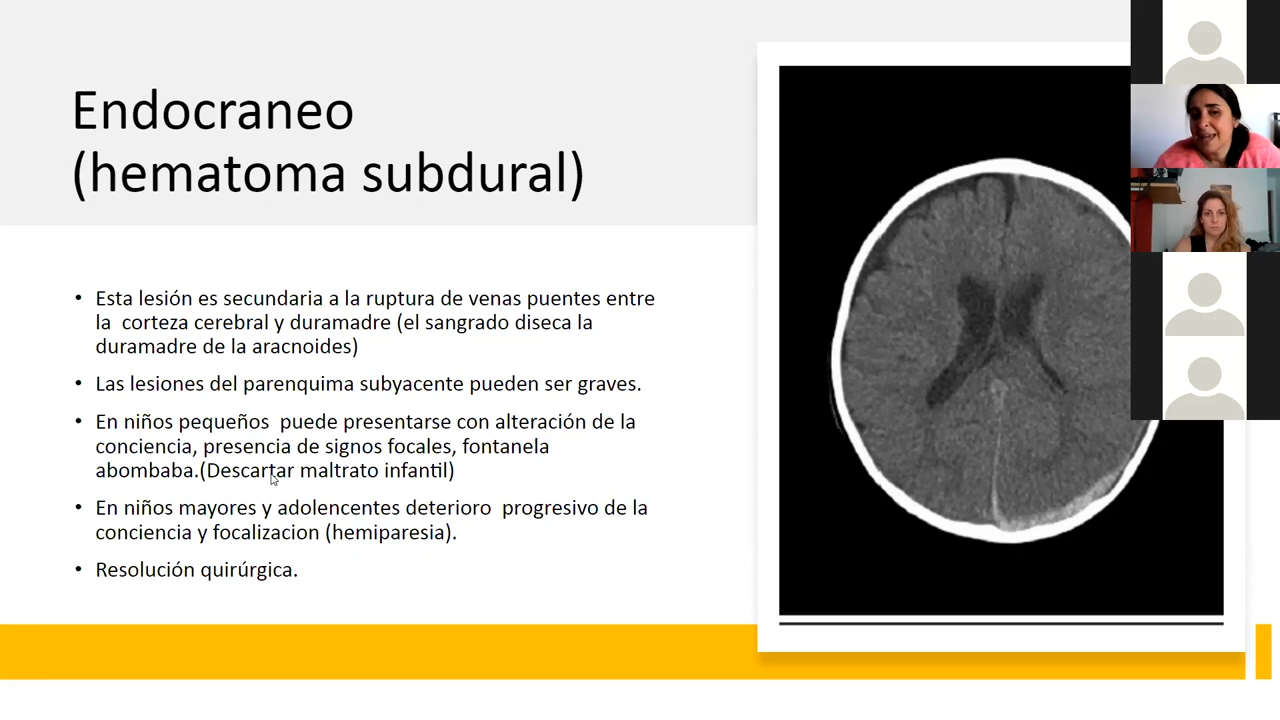 Endocraneo
(hematoma subdural)
• Esta lesión es secundaria a la ruptura de venas puentes entre
la corteza cerebral y duramadre (el sangrado diseca la
duramadre de la aracnoides)
• Las lesiones del parenquima subyacente pueden ser graves.
• En niños pequeños puede presentarse con alteración de la
conciencia, presencia de signos focales, fontanela
abombaba.(Descartar maltrato infantil)
• En niños mayores y adolencentes deterioro progresivo de la
conciencia y focalizacion (hemiparesia).
• Resolución quirúrgica.